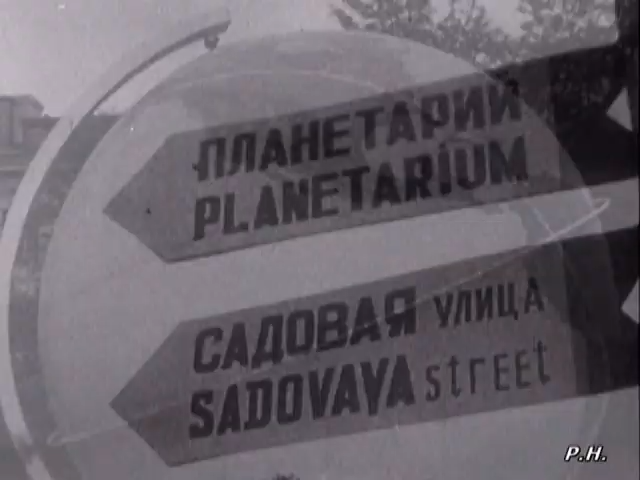 ПЛАНЕТАРИЙ
PLANETARIUM
САДОВАЯ улица
SADOVAYA street
P.H.